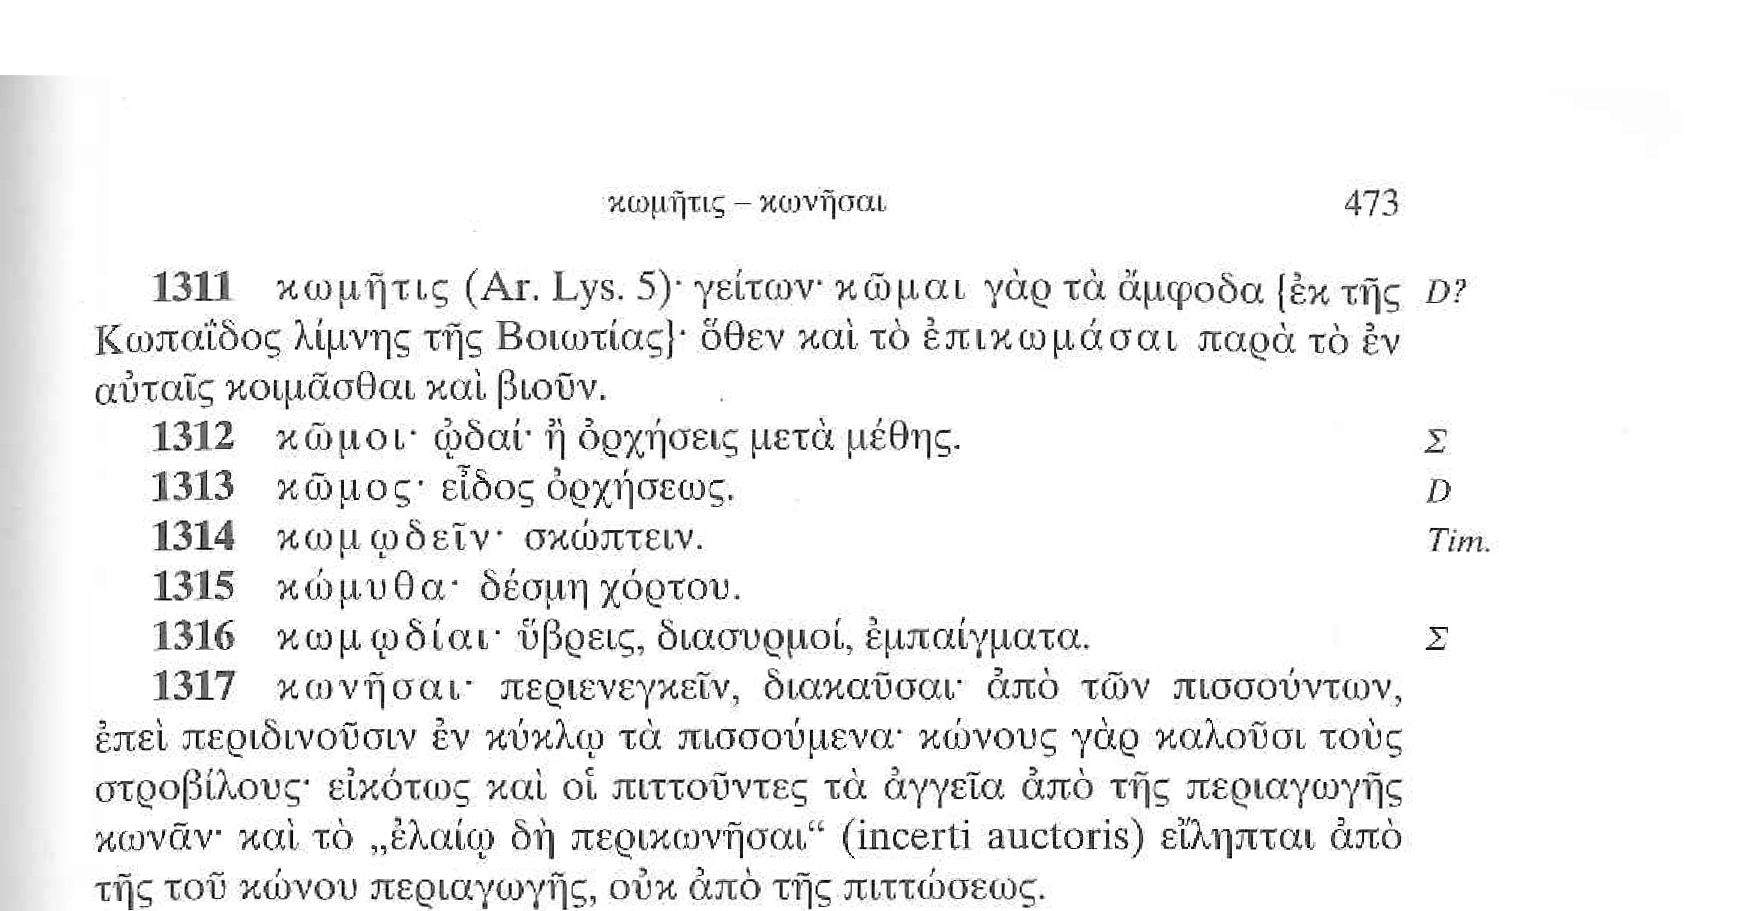 κωμῆτις – κωνῆσαι 473
1311 κωμῆτις (Ar. Lys. 5)· γείτων· κῶμαι γὰρ τὰ ἄμφοδα {ἐκ τῆς D?
Κωπαΐδος λίμνης τῆς Βοιωτίας}· ὅθεν καὶ τὸ ἐπικωμάσαι παρὰ τὸ ἐν
αὐταῖς κοιμᾶσθαι καὶ βιοῦν.
1312 κῶμοι· ᾠδαί· ἢ ὀρχήσεις μετὰ μέθης. Σ
1313 κῶμος· εἶδος ὀρχήσεως. D
1314 κωμῳδεῖν· σκώπτειν. Tim.
1315 κώμυθα· δέσμη χόρτου.
1316 κωμῳδίαι· ὕβρεις, διασυρμοί, ἐμπαίγματα. Σ
1317 κωνῆσαι· περιενεγκεῖν, διακαῦσαι· ἀπὸ τῶν πισσούντων,
ἐπεὶ περιδινοῦσιν ἐν κύκλῳ τὰ πισσούμενα· κώνους γὰρ καλοῦσι τοὺς
στροβίλους· εἰκότως καὶ οἱ πιττοῦντες τὰ ἀγγεῖα ἀπὸ τῆς περιαγωγῆς
κωνᾶν· καὶ τὸ „ἐλαίῳ δὴ περικωνῆσαι“ (incerti auctoris) εἴληπται ἀπὸ
τῆς τοῦ κώνου περιαγωγῆς, οὐκ ἀπὸ τῆς πιττώσεως.